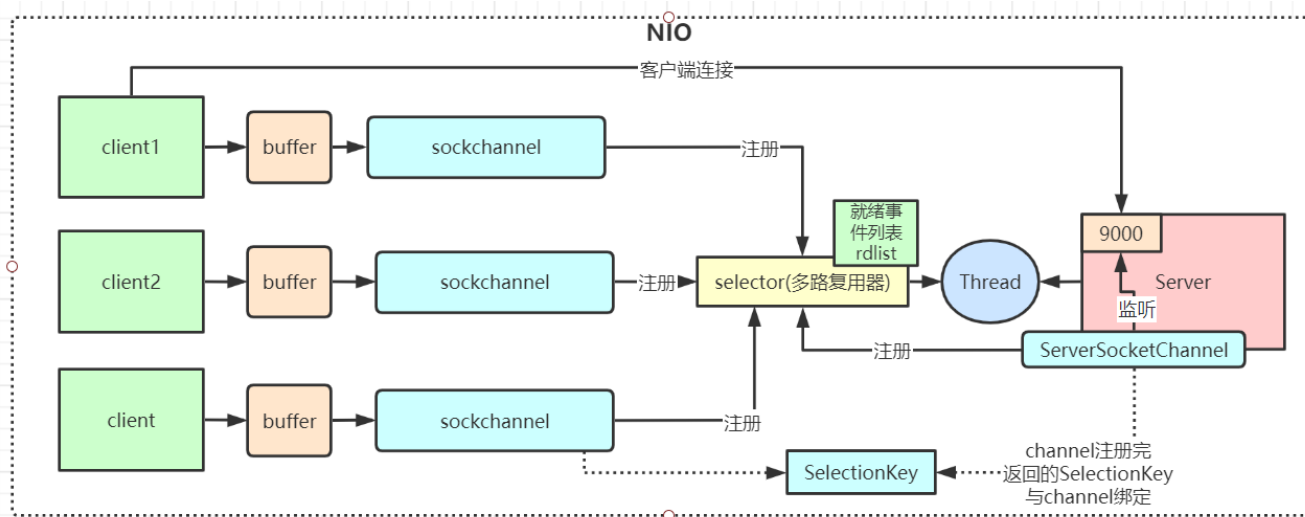 NIO
客户端连接
client1
buffer
sockchannel
注册
就绪事
件列表
rdlist
9000
client2
buffer
sockchannel
注册
selector(多路复用器)
Thread
Server
监听
注册
ServerSocketChannel
client
buffer
sockchannel
注册
SelectionKey
channel注册完
返回的SelectionKey
与channel绑定